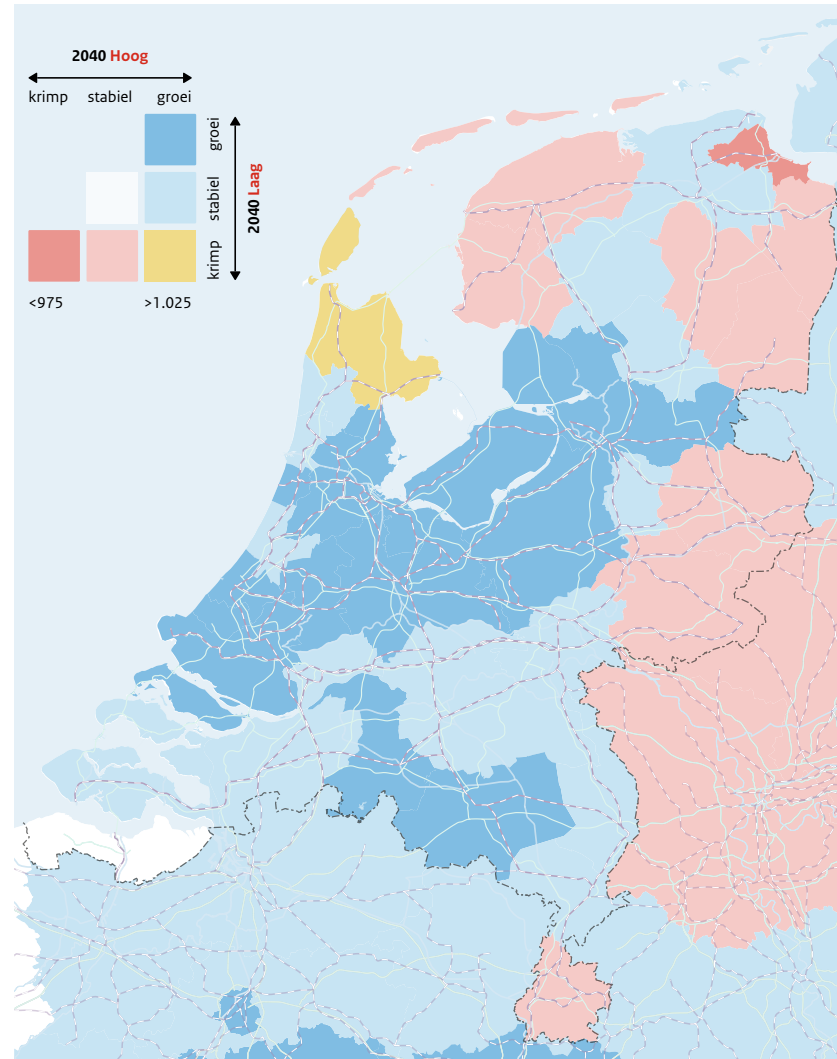 2040 Hoog
krimp stabiel groei
groei
stabiel
krimp
2040 Laag
<975 >1.025